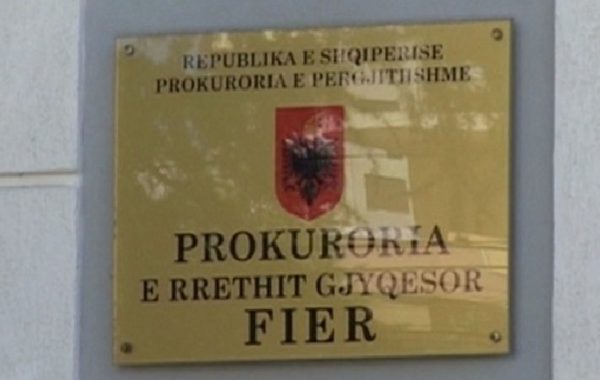 REPUBLIKA E SHQIPERISE
PROKURORIA E PERGJITHSHME
PROKURORIA
E RRETHIT GJYQESOR
FIER